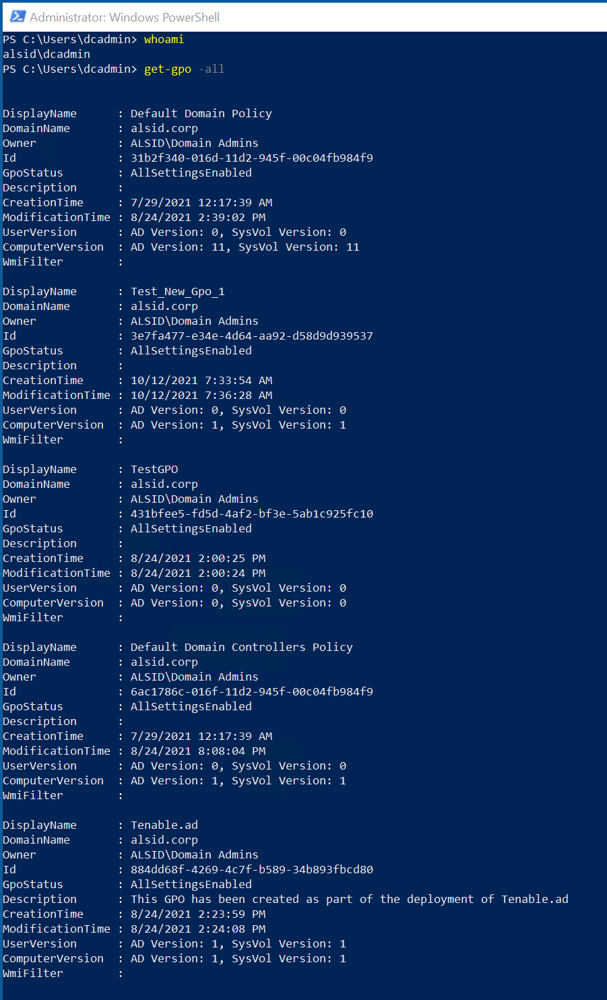 Administrator: Windows PowerShell
PS C:\Users\dcadmin> whoami
alsid\dcadmin
PS C:\Users\dcadmin> get-gpo -all
DisplayName      : Default Domain Policy
DomainName       : alsid.corp
Owner            : ALSID\Domain Admins
Id               : 31b2f340-016d-11d2-945f-00c04fb984f9
GpoStatus        : AllSettingsEnabled
Description      :
CreationTime     : 7/29/2021 12:17:39 AM
ModificationTime : 8/24/2021 2:39:02 PM
UserVersion      : AD Version: 0, SysVol Version: 0
ComputerVersion  : AD Version: 11, SysVol Version: 11
WmiFilter        :
DisplayName      : Test_New_Gpo_1
DomainName       : alsid.corp
Owner            : ALSID\Domain Admins
Id               : 3e7fa477-e34e-4d64-aa92-d58d9d939537
GpoStatus        : AllSettingsEnabled
Description      :
CreationTime     : 10/12/2021 7:33:54 AM
ModificationTime : 10/12/2021 7:36:28 AM
UserVersion      : AD Version: 0, SysVol Version: 0
ComputerVersion  : AD Version: 1, SysVol Version: 1
WmiFilter        :
DisplayName      : TestGPO
DomainName       : alsid.corp
Owner            : ALSID\Domain Admins
Id               : 431bfee5-fd5d-4af2-bf3e-5ab1c925fc10
GpoStatus        : AllSettingsEnabled
Description      :
CreationTime     : 8/24/2021 2:00:25 PM
ModificationTime : 8/24/2021 2:00:24 PM
UserVersion      : AD Version: 0, SysVol Version: 0
ComputerVersion  : AD Version: 0, SysVol Version: 0
WmiFilter        :
DisplayName      : Default Domain Controllers Policy
DomainName       : alsid.corp
Owner            : ALSID\Domain Admins
Id               : 6ac1786c-016f-11d2-945f-00c04fb984f9
GpoStatus        : AllSettingsEnabled
Description      :
CreationTime     : 7/29/2021 12:17:39 AM
ModificationTime : 8/24/2021 8:08:04 PM
UserVersion      : AD Version: 0, SysVol Version: 0
ComputerVersion  : AD Version: 1, SysVol Version: 1
WmiFilter        :
DisplayName      : Tenable.ad
DomainName       : alsid.corp
Owner            : ALSID\Domain Admins
Id               : 884dd68f-4269-4c7f-b589-34b893fbcd80
GpoStatus        : AllSettingsEnabled
Description      : This GPO has been created as part of the deployment of Tenable.ad
CreationTime     : 8/24/2021 2:23:59 PM
ModificationTime : 8/24/2021 2:24:08 PM
UserVersion      : AD Version: 1, SysVol Version: 1
ComputerVersion  : AD Version: 1, SysVol Version: 1
WmiFilter        :